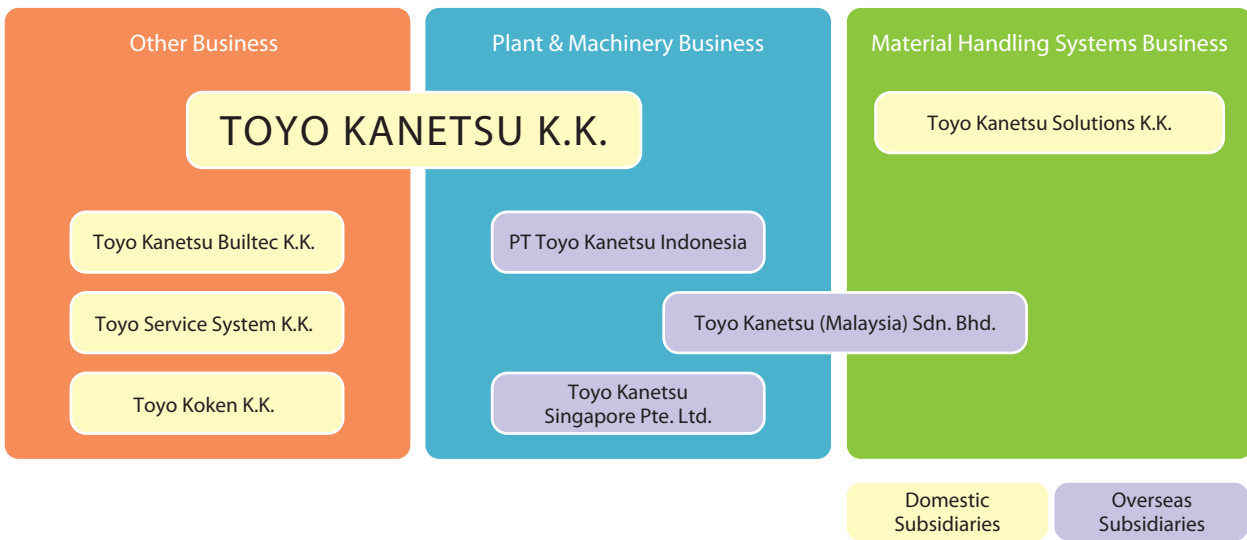 Other Business
Plant & Machinery Business
Material Handling Systems Business
TOYO KANETSU K.K.
Toyo Kanetsu Solutions K.K.
Toyo Kanetsu Builtec K.K.
PT Toyo Kanetsu Indonesia
Toyo Service System K.K.
Toyo Kanetsu (Malaysia) Sdn. Bhd.
Toyo Koken K.K.
Toyo Kanetsu
Singapore Pte. Ltd.
Domestic
Subsidiaries
Overseas
Subsidiaries